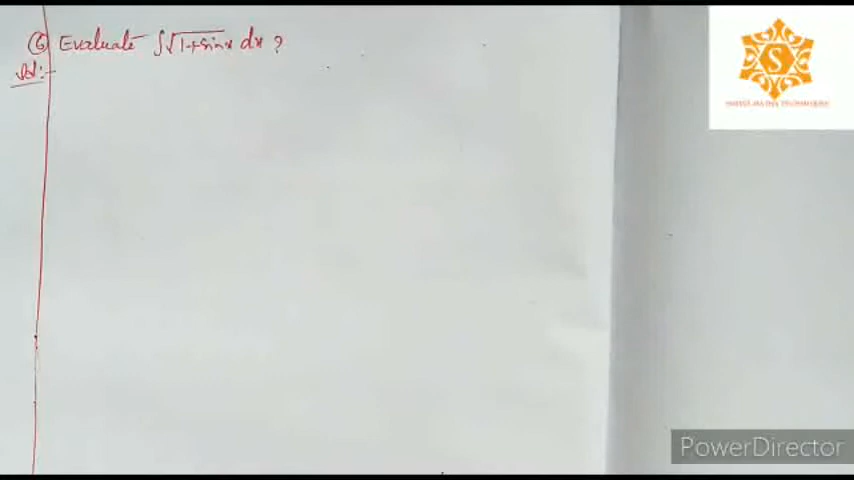 ⑥ Evaluate ∫√1+sinx dx ?
Sol:-
PowerDirector